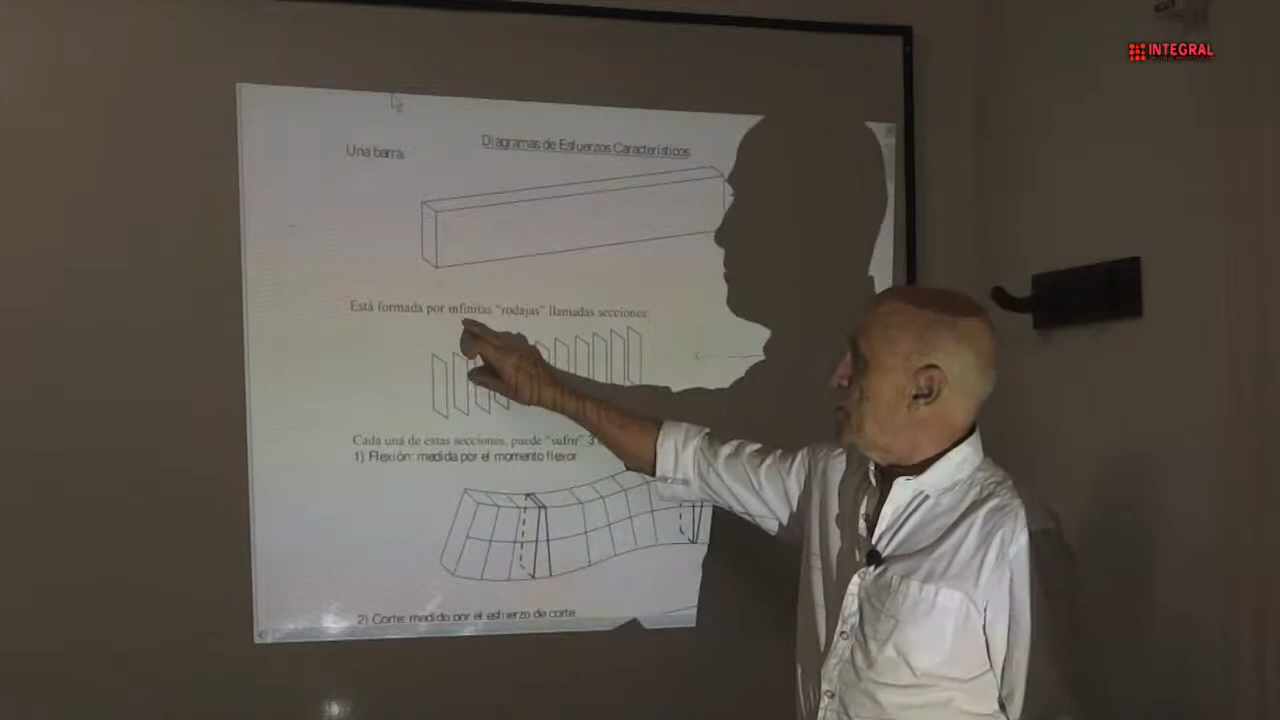 INTEGRAL
Diagramas de Esfuerzos Característicos
Una barra:
Está formada por infinitas “rodajas” llamadas secciones:
Cada una de estas secciones, puede “sufrir” 3
1) Flexión: medida por el momento flexor
2) Corte: medido por el esfuerzo de corte